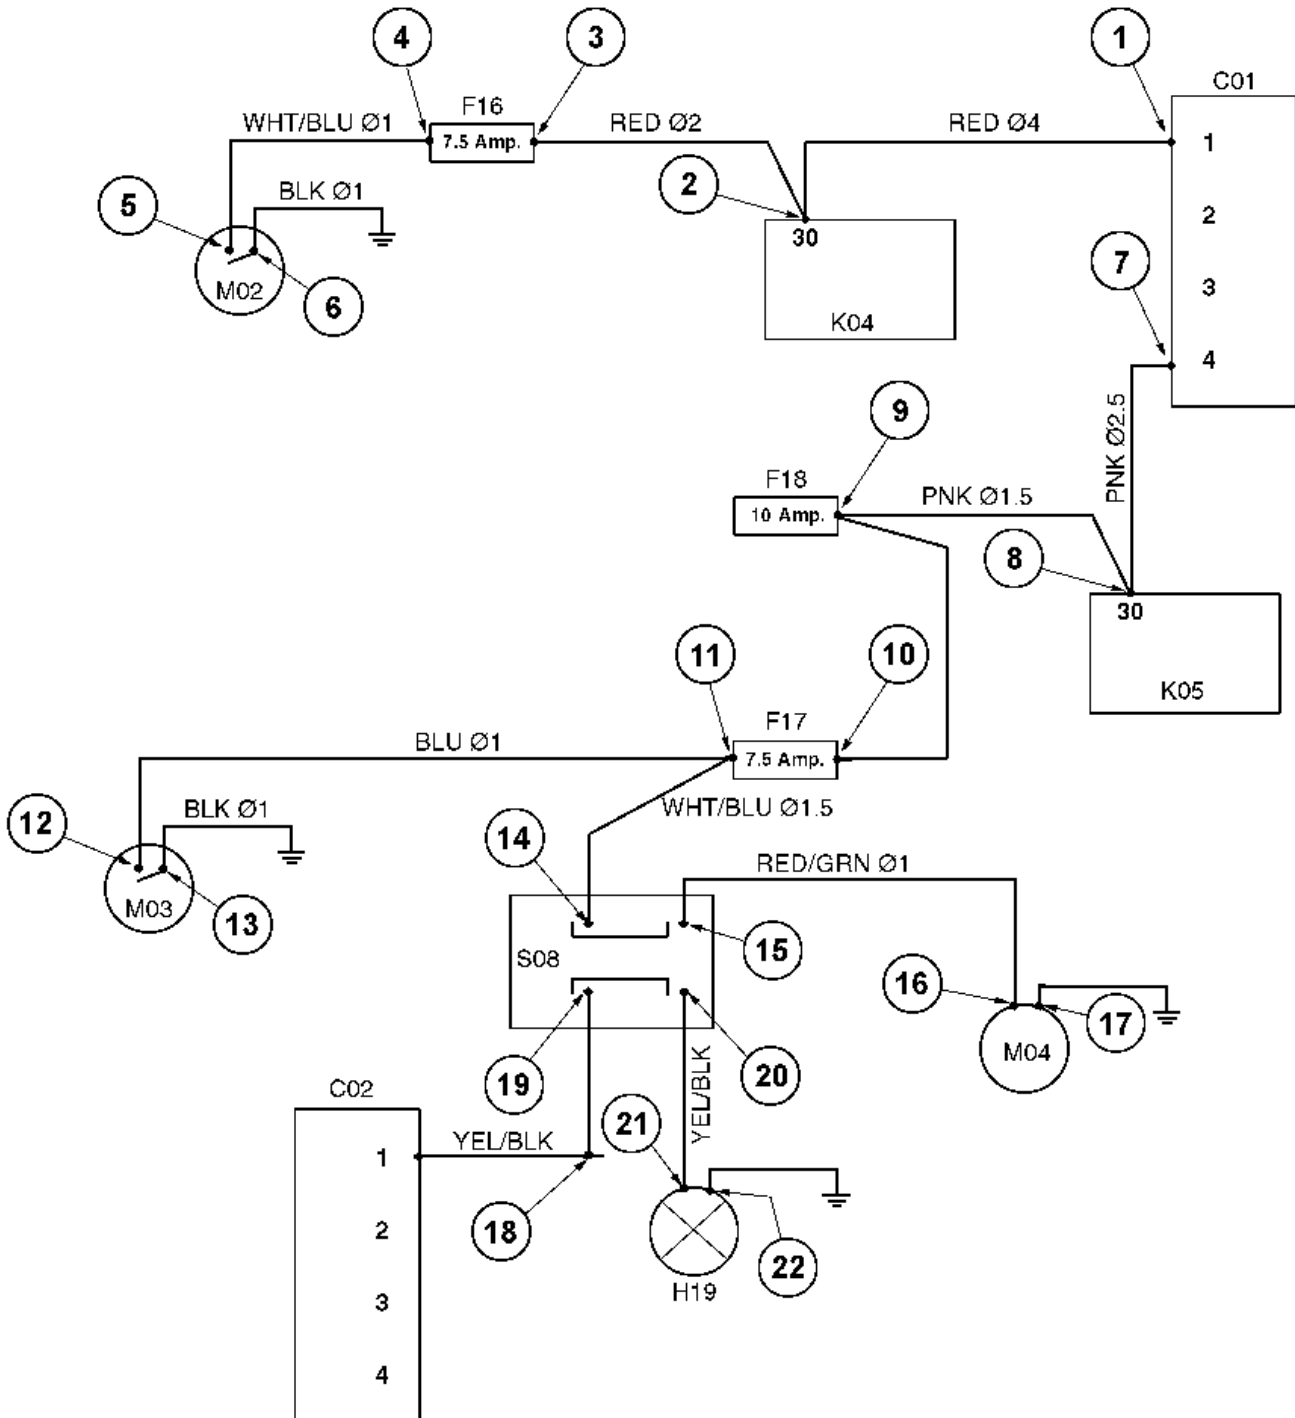 4
3
1
C01
F16
WHT/BLU Ø1
7.5 Amp.
RED Ø2
RED Ø4
1
2
BLK Ø1
5
2
30
7
M02
6
3
K04
4
9
PNK Ø2.5
F18
PNK Ø1.5
10 Amp.
8
30
11
10
K05
F17
BLU Ø1
7.5 Amp.
WHT/BLU Ø1.5
12
BLK Ø1
14
RED/GRN Ø1
M03
13
15
S08
16
17
M04
19
20
YEL/BLK
C02
21
YEL/BLK
1
18
2
22
H19
3
4